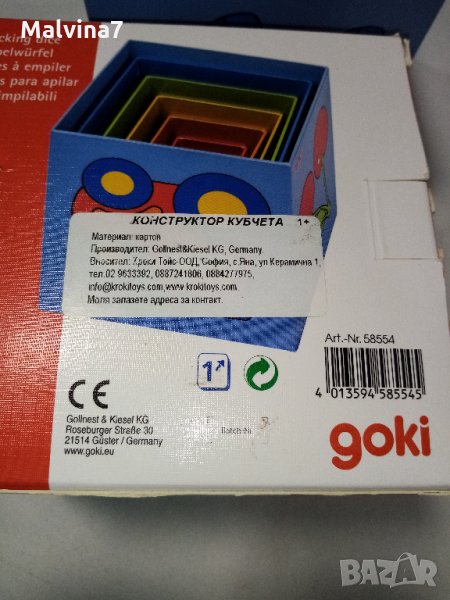 Malvina7
cking dice
pelwürfel
es à empiler
s para apilar
impilabili
КОНСТРУКТОР КУБЧЕТА 1+
Материал: картон
Производител: Gollnest&Kiesel KG, Germany.
Вносител: Кроки Тойс ООД, София, с.Яна, ул Керамична 1,
тел.02 9633392, 0887241806, 0884277975,
info@krokitoys.com,www.krokitoys.com.
Моля запазете адреса за контакт.
Art.-Nr. 58554
1
CE
4 013594 585545
Gollnest & Kiesel KG
Roseburger Straße 30
21514 Güster / Germany
www.goki.eu
Batch-Nr.
goki
BAZAR